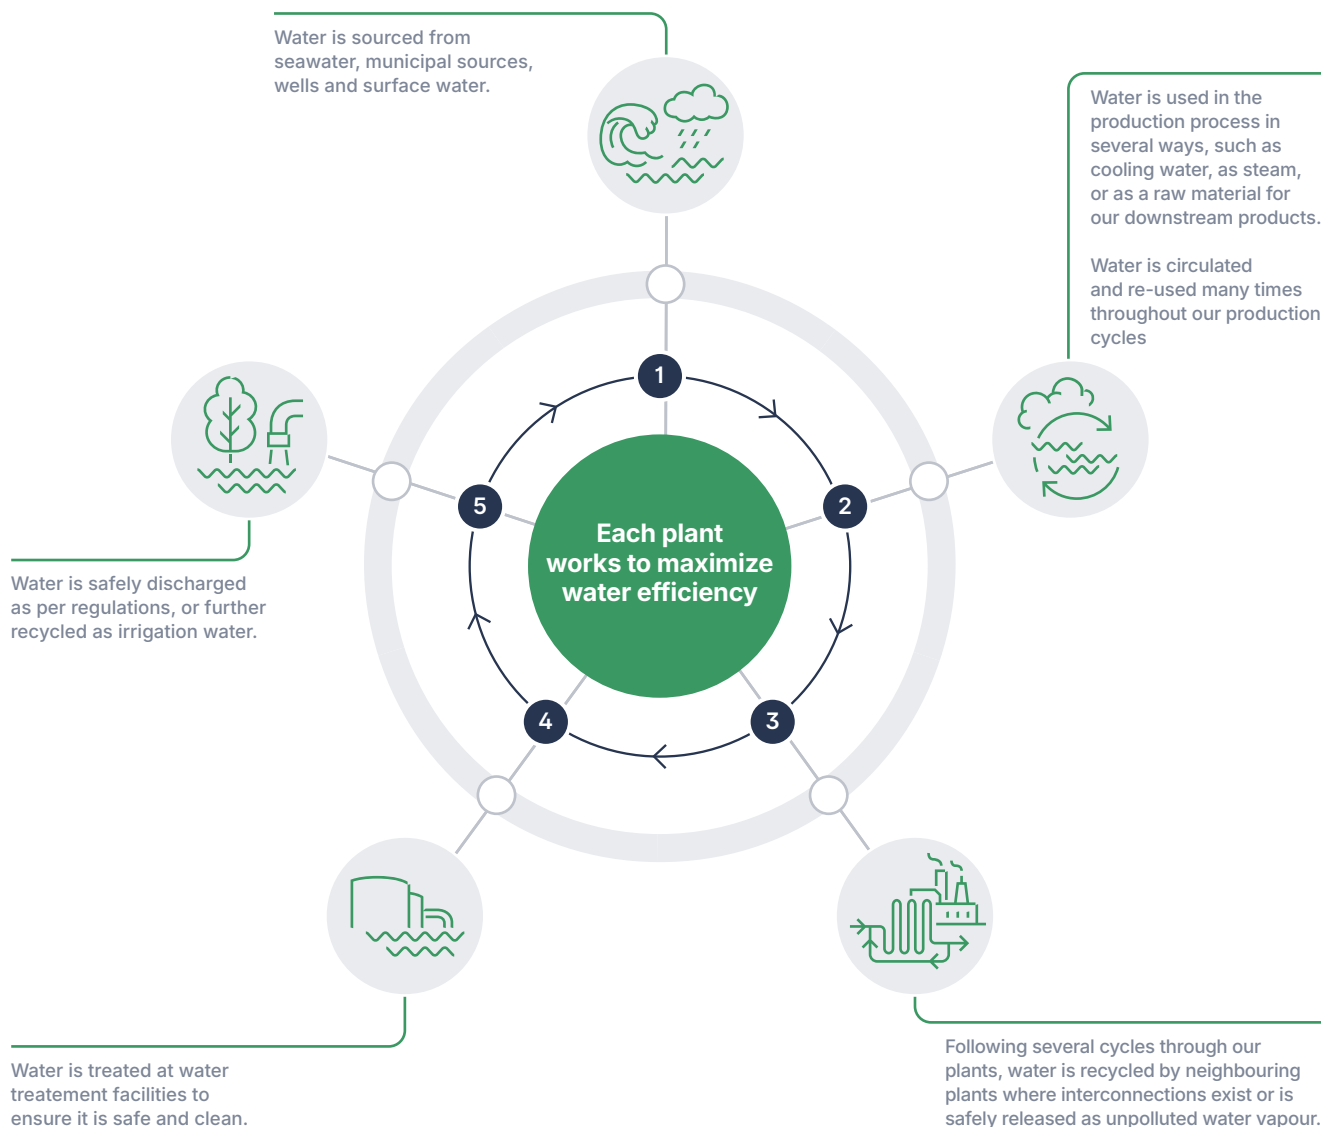 Water is sourced from
seawater, municipal sources,
wells and surface water.
Water is used in the
production process in
several ways, such as
cooling water, as steam,
or as a raw material for
our downstream products.
Water is circulated
and re-used many times
throughout our production
cycles
1
2
3
4
5
Each plant
works to maximize
water efficiency
Water is safely discharged
as per regulations, or further
recycled as irrigation water.
Water is treated at water
treatement facilities to
ensure it is safe and clean.
Following several cycles through our
plants, water is recycled by neighbouring
plants where interconnections exist or is
safely released as unpolluted water vapour.